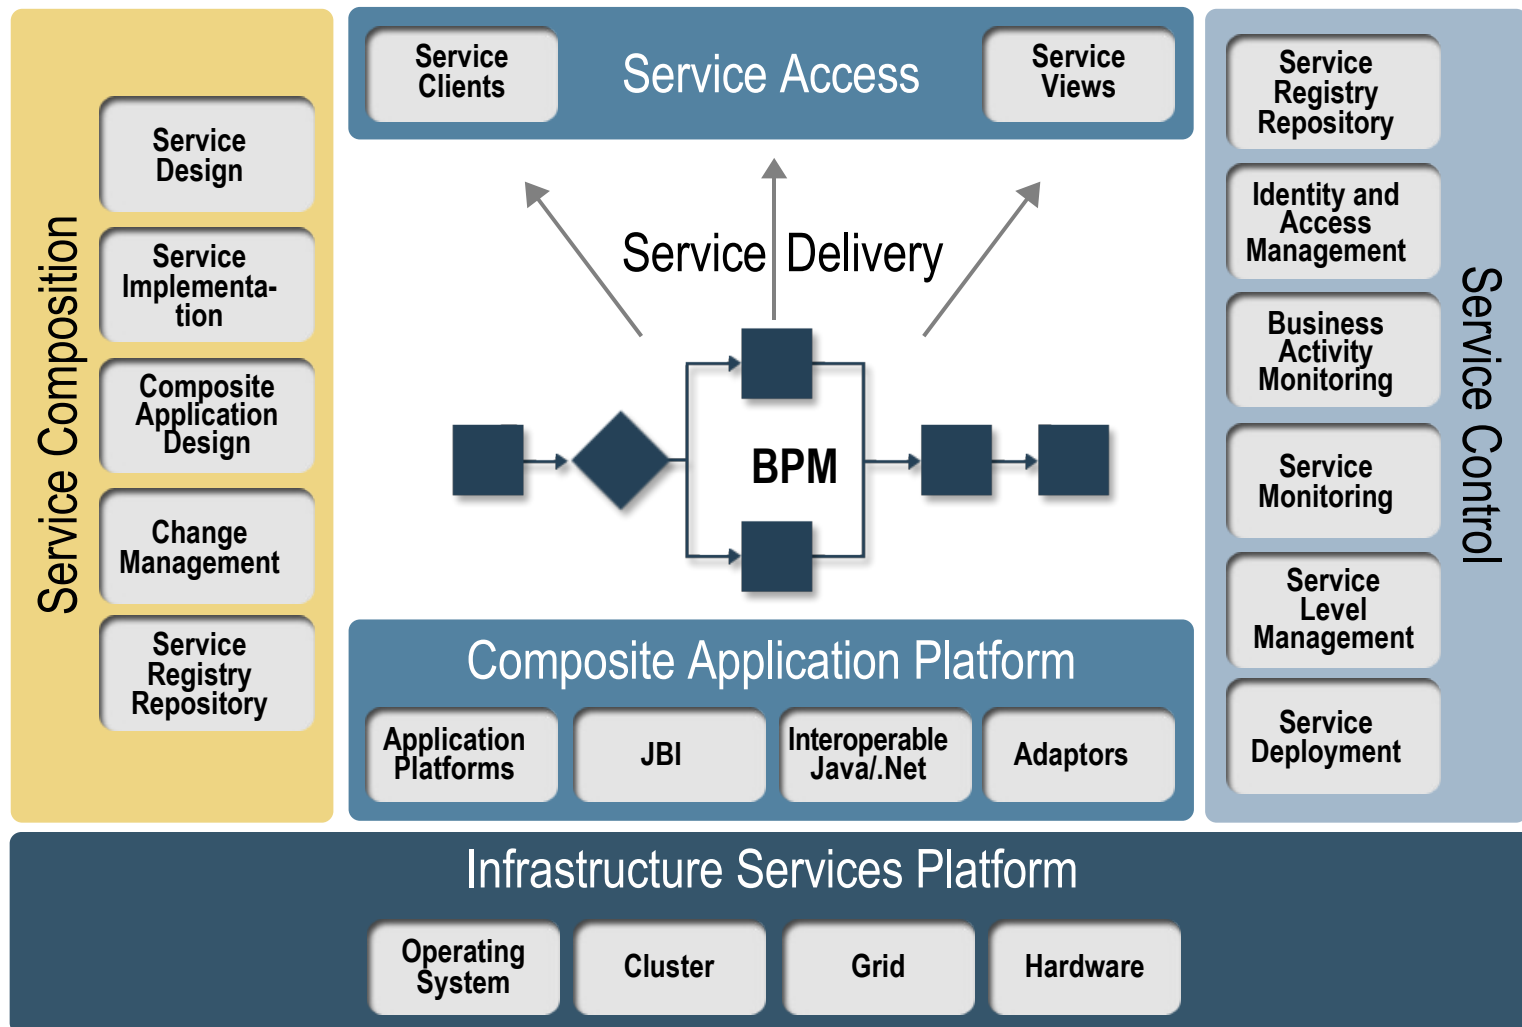 Service Composition
Service
Design
Service
Implementa-
tion
Composite
Application
Design
Change
Management
Service
Registry
Repository
Service
Clients
Service Access
Service
Views
Service Delivery
BPM
Composite Application Platform
Application
Platforms
JBI
Interoperable
Java/.Net
Adaptors
Service
Registry
Repository
Identity and
Access
Management
Business
Activity
Monitoring
Service
Monitoring
Service
Level
Management
Service
Deployment
Service Control
Infrastructure Services Platform
Operating
System
Cluster
Grid
Hardware